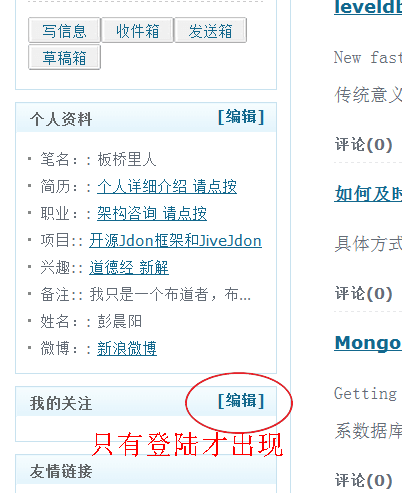 写信息 收件箱 发送箱
草稿箱
个人资料 [编辑]
笔名：: 板桥里人
简历：: 个人详细介绍 请点按
职业：: 架构咨询 请点按
项目:: 开源Jdon框架和JiveJdon
兴趣:: 道德经 新解
备注:: 我只是一个布道者，布...
姓名：: 彭晨阳
微博：: 新浪微博
我的关注 [编辑]
只有登陆才出现
友情链接
leveldb
New fast
传统意义
评论(0)
如何及时
具体方式
评论(0)
Mongo
Getting
系数据库
评论(0)